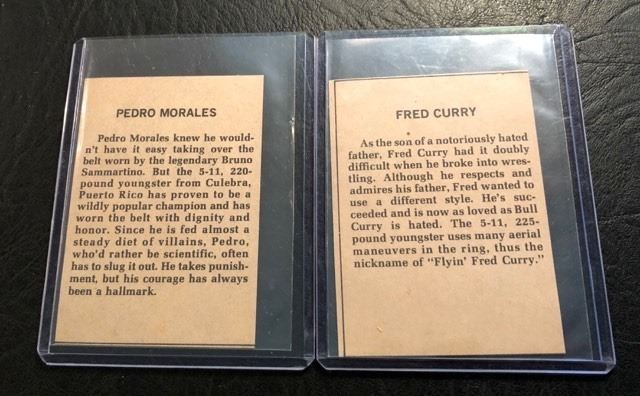 PEDRO MORALES
Pedro Morales knew he would-
n't have it easy taking over the
belt worn by the legendary Bruno
Sammartino. But the 5-11, 220-
pound youngster from Culebra,
Puerto Rico has proven to be a
wildly popular champion and has
worn the belt with dignity and
honor. Since he is fed almost a
steady diet of villains, Pedro,
who'd rather be scientific, often
has to slug it out. He takes punish-
ment, but his courage has always
been a hallmark.
FRED CURRY
As the son of a notoriously hated
father, Fred Curry had it doubly
difficult when he broke into wres-
tling. Although he respects and
admires his father, Fred wanted to
use a different style. He's suc-
ceeded and is now as loved as Bull
Curry is hated. The 5-11, 225-
pound youngster uses many aerial
maneuvers in the ring, thus the
nickname of "Flyin' Fred Curry."